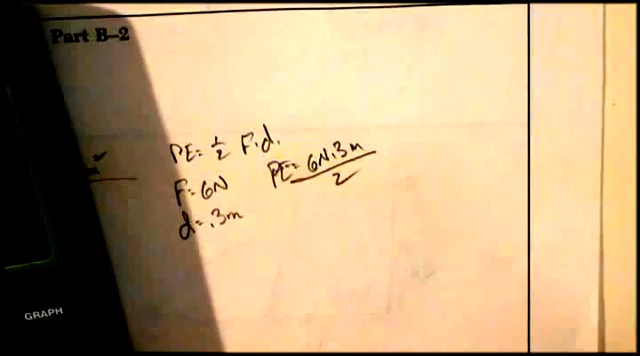 Part B–2
PE = 1/2 F·d.
F = 6N
PE = 6N·.3m / 2
d = .3m
GRAPH